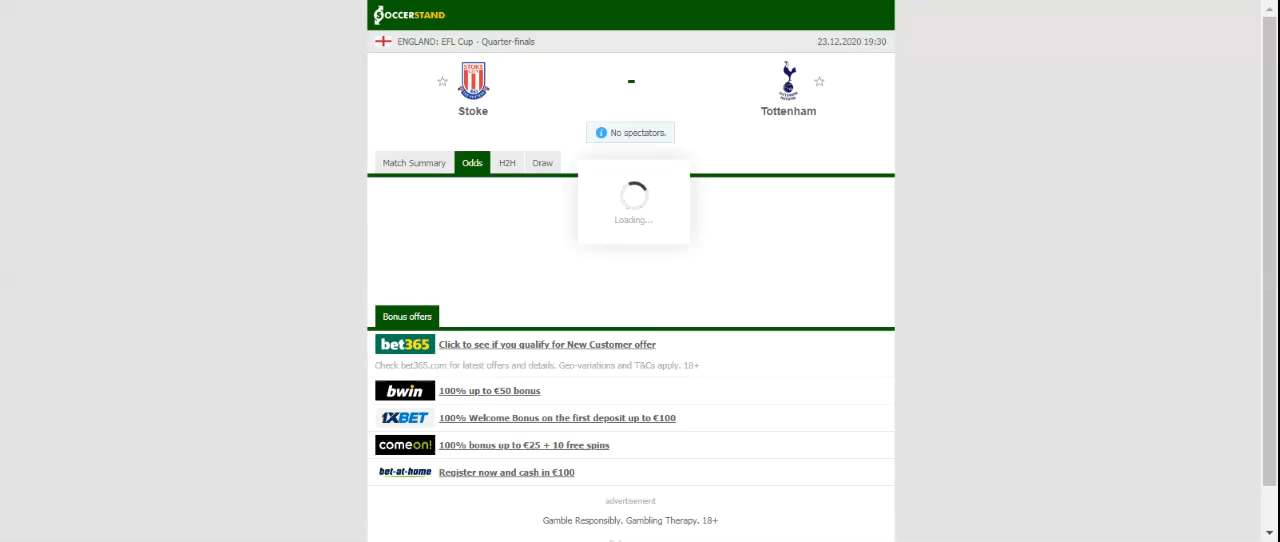 SOCCERSTAND
ENGLAND: EFL Cup - Quarter-finals 23.12.2020 19:30
-
Stoke Tottenham
No spectators.
Match Summary Odds H2H Draw
Loading...
Bonus offers
bet365 Click to see if you qualify for New Customer offer
Check bet365.com for latest offers and details. Geo-variations and T&Cs apply. 18+
bwin 100% up to €50 bonus
1XBET 100% Welcome Bonus on the first deposit up to €100
comeon! 100% bonus up to €25 + 10 free spins
bet-at-home Register now and cash in €100
advertisement
Gamble Responsibly. Gambling Therapy. 18+